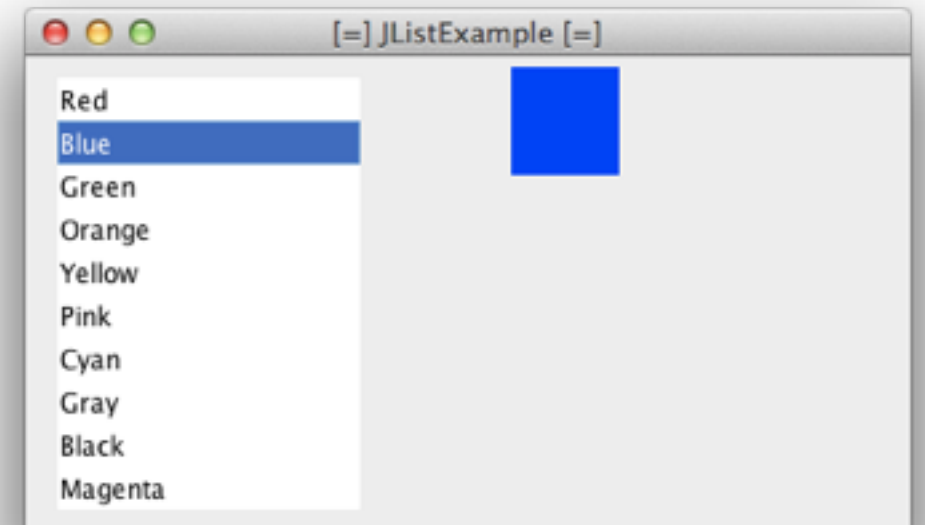 [=] JListExample [=]
Red
Blue
Green
Orange
Yellow
Pink
Cyan
Gray
Black
Magenta